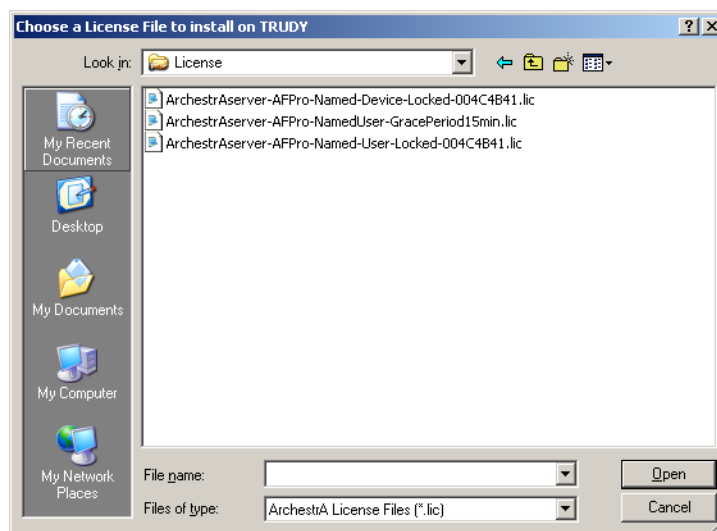 Choose a License File to install on TRUDY
Look in:
License
ArchestrAserver-AFPro-Named-Device-Locked-004C4B41.lic
ArchestrAserver-AFPro-NamedUser-GracePeriod15min.lic
ArchestrAserver-AFPro-Named-User-Locked-004C4B41.lic
My Recent
Documents
Desktop
My Documents
My Computer
My Network
Places
File name:
Open
Files of type:
ArchestrA License Files (*.lic)
Cancel